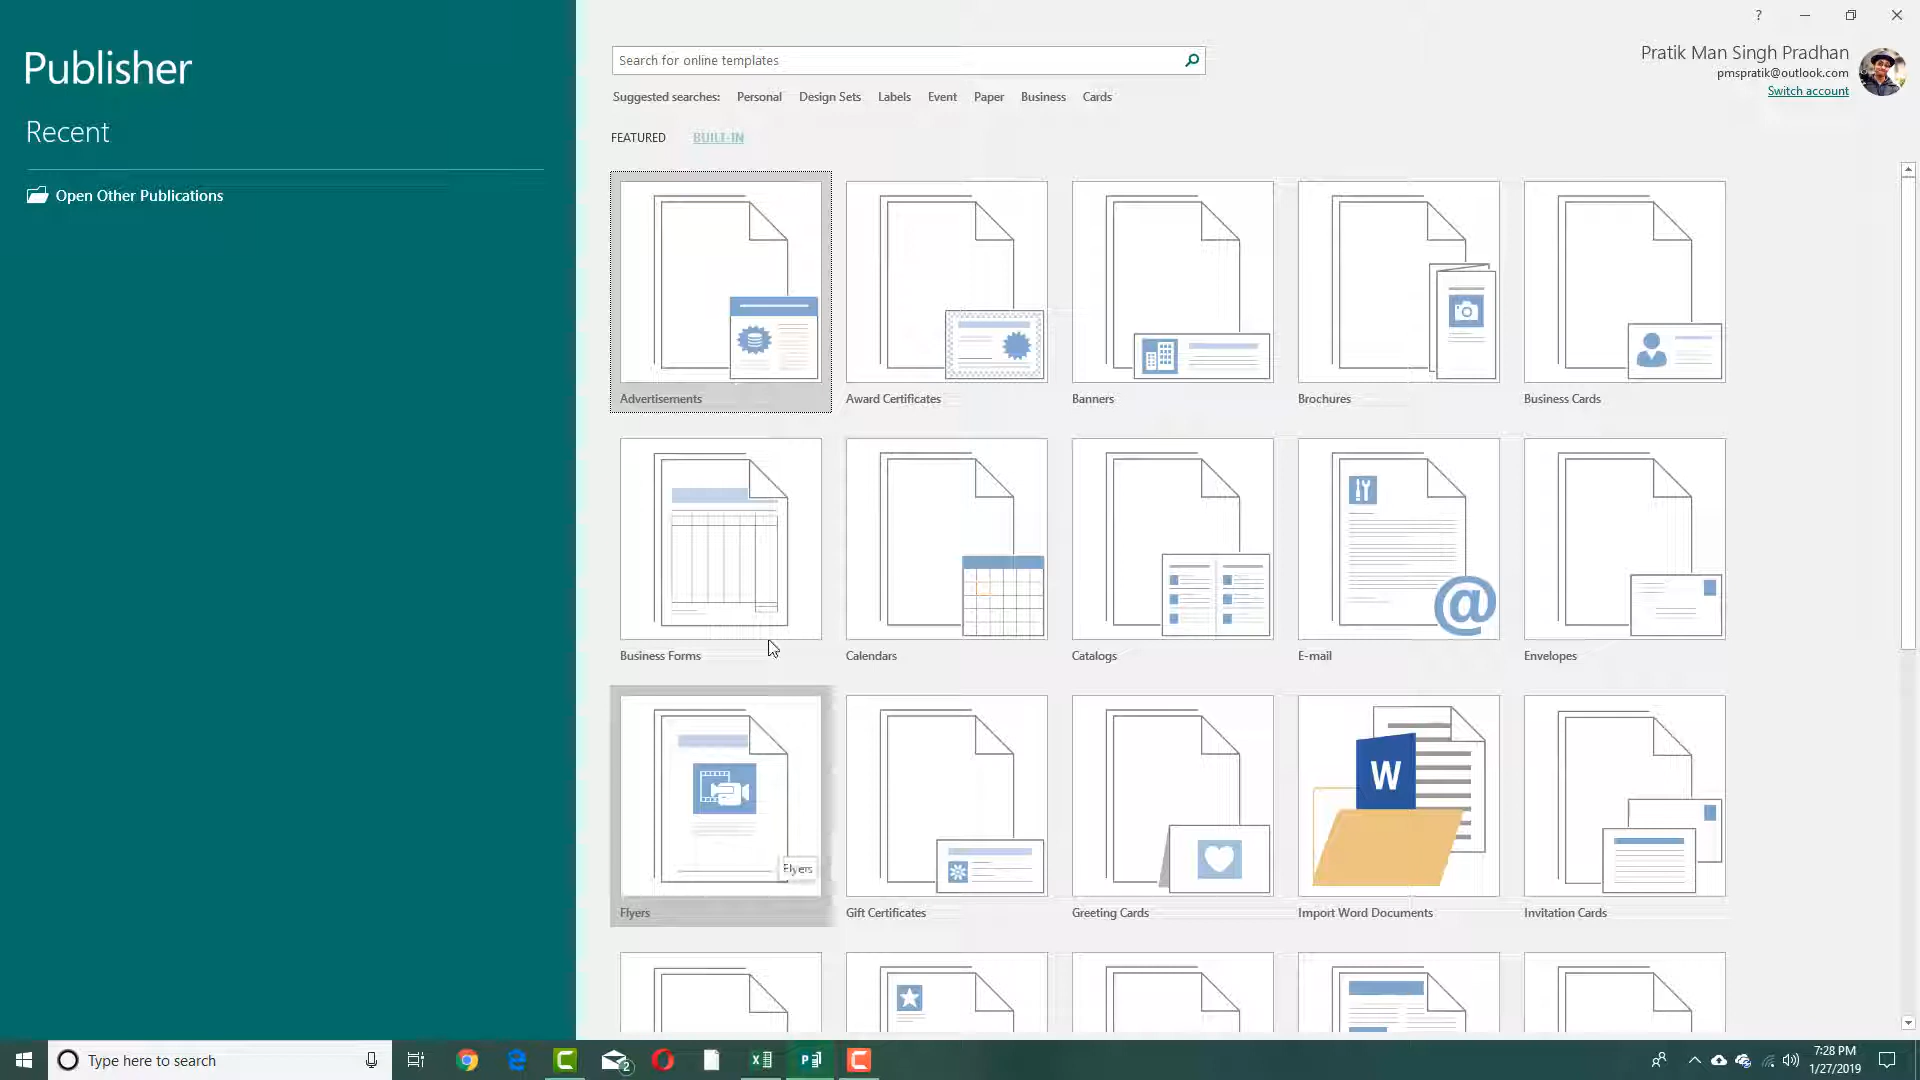 Publisher
Recent
Open Other Publications
?
Search for online templates
Suggested searches: Personal Design Sets Labels Event Paper Business Cards
Pratik Man Singh Pradhan
pmspratik@outlook.com
Switch account
FEATURED BUILT-IN
Advertisements Award Certificates Banners Brochures Business Cards
@
Business Forms Calendars Catalogs E-mail Envelopes
W
Flyers
Flyers Gift Certificates Greeting Cards Import Word Documents Invitation Cards
Type here to search
2
7:28 PM
1/27/2019